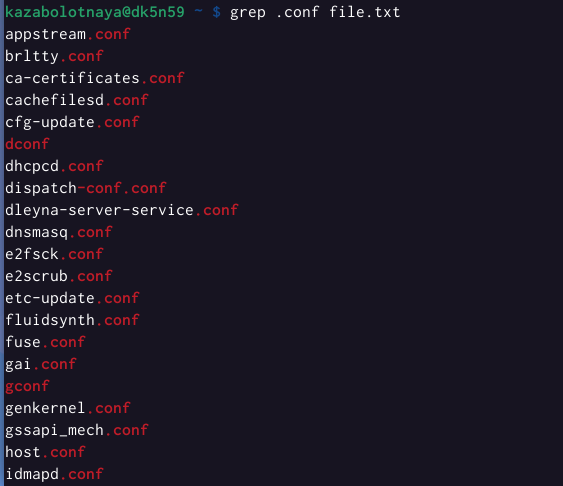 kazabolotnaya@dk5n59 ~ $ grep .conf file.txt
appstream.conf
brltty.conf
ca-certificates.conf
cachefilesd.conf
cfg-update.conf
dconf
dhcpcd.conf
dispatch-conf.conf
dleyna-server-service.conf
dnsmasq.conf
e2fsck.conf
e2scrub.conf
etc-update.conf
fluidsynth.conf
fuse.conf
gai.conf
gconf
genkernel.conf
gssapi_mech.conf
host.conf
idmapd.conf